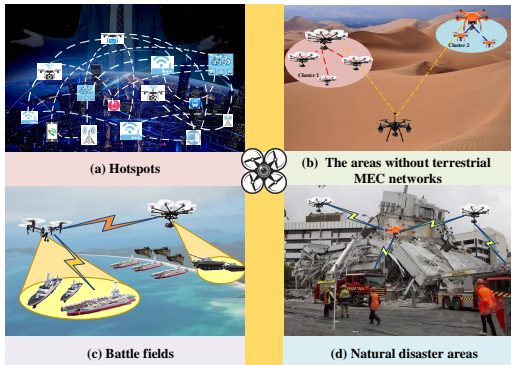 Cluster 1
Cluster 2
(a) Hotspots
(b) The areas without terrestrial
MEC networks
(c) Battle fields
(d) Natural disaster areas